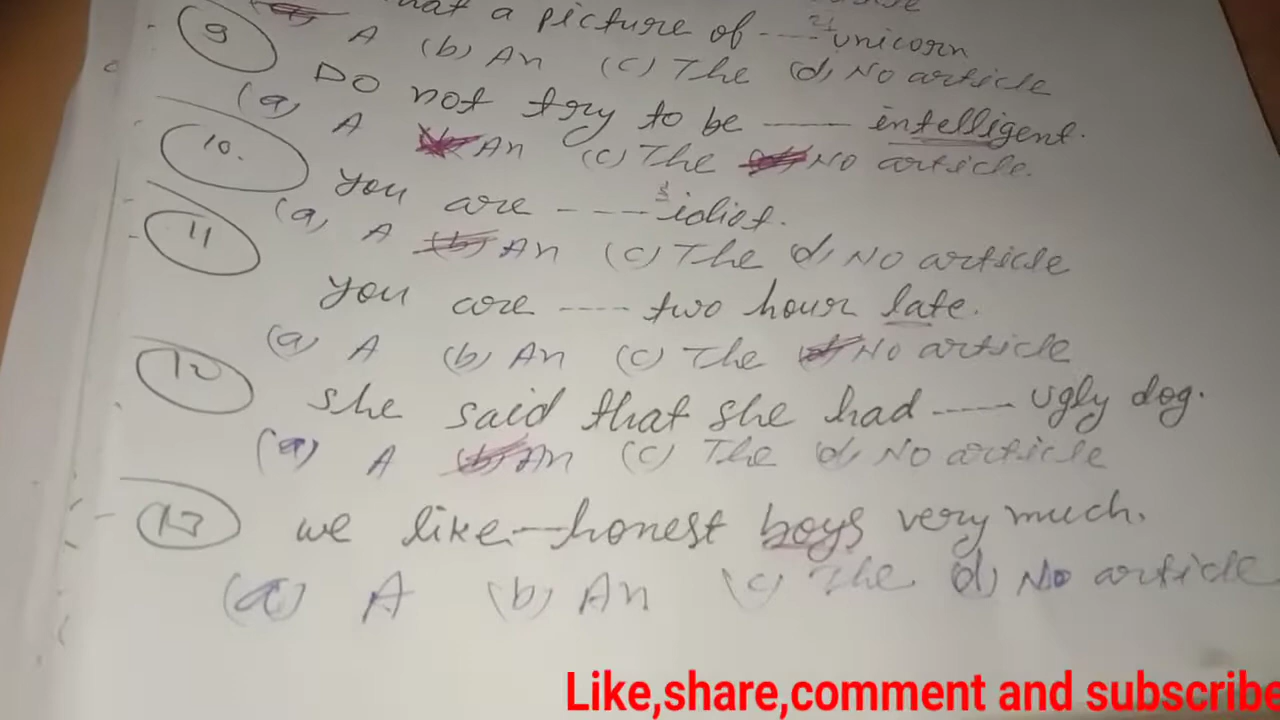 a picture of ---- unicorn
A (b) An (c) The (d) No article
9 Do not try to be ---- intelligent.
(a) A An (c) The No article.
10. You are ---- idiot.
(a) A (b) An (c) The d) No article
11 You are ---- two hour late.
(a) A (b) An (c) The No article
12 She said that she had ---- ugly dog.
(a) A (b) An (c) The d) No article
13 we like --- honest boys very much.
(a) A (b) An (c) The d) No article
Like,share,comment and subscribe